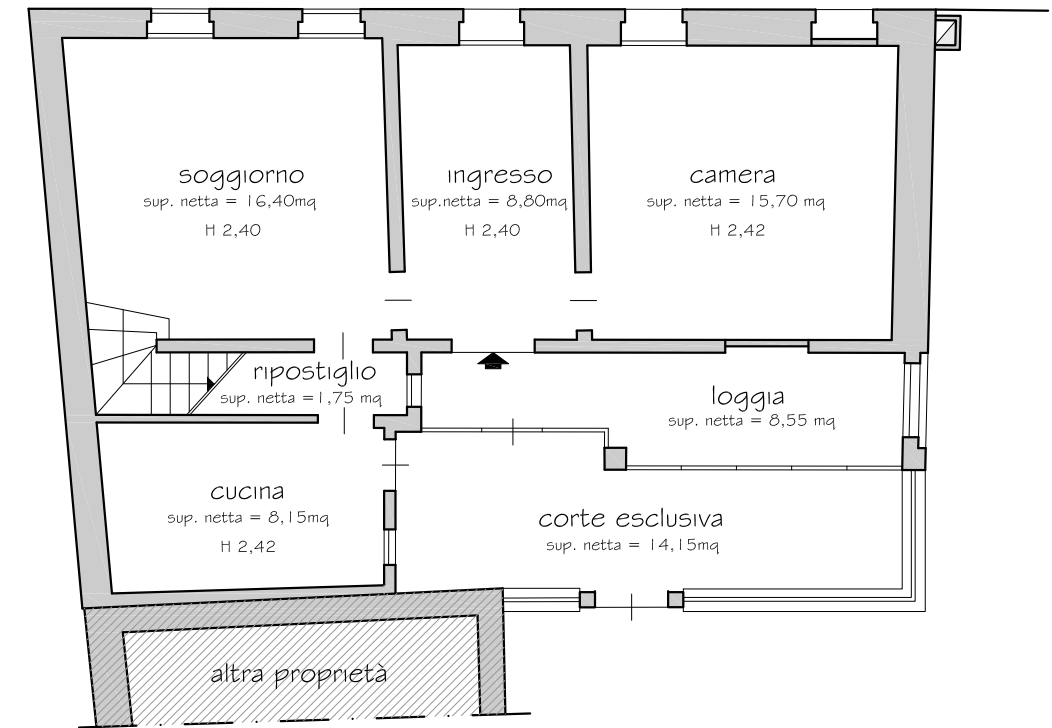 soggiorno
sup. netta = 16,40mq
H 2,40
ingresso
sup.netta = 8,80mq
H 2,40
camera
sup. netta = 15,70 mq
H 2,42
ripostiglio
sup. netta =1,75 mq
loggia
sup. netta = 8,55 mq
cucina
sup. netta = 8,15mq
H 2,42
corte esclusiva
sup. netta = 14,15mq
altra proprietà